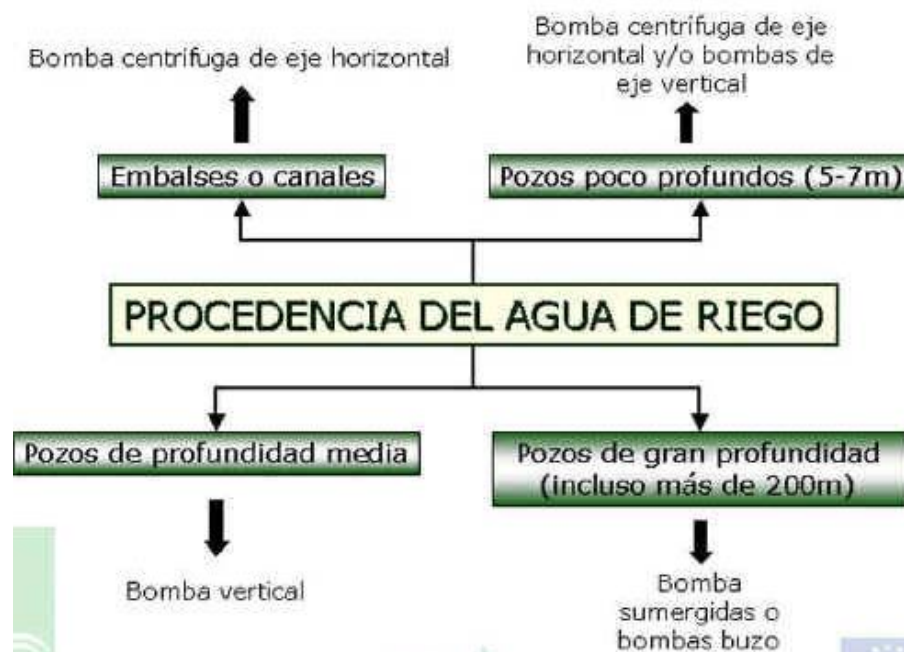 Bomba centrífuga de eje horizontal
Bomba centrífuga de eje
horizontal y/o bombas de
eje vertical
Embalses o canales
Pozos poco profundos (5-7m)
PROCEDENCIA DEL AGUA DE RIEGO
Pozos de profundidad media
Pozos de gran profundidad
(incluso más de 200m)
Bomba vertical
Bomba
sumergidas o
bombas buzo